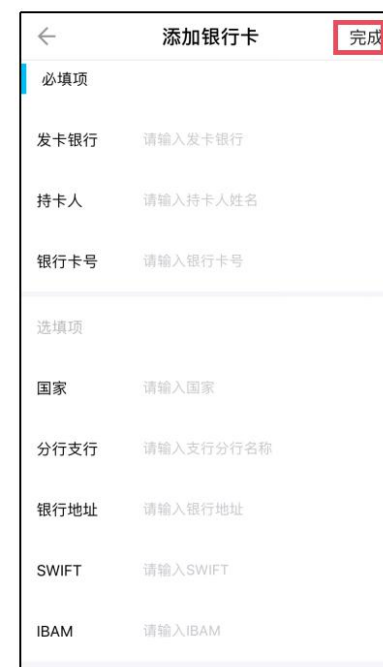 添加银行卡 完成
必填项
发卡银行 请输入发卡银行
持卡人 请输入持卡人姓名
银行卡号 请输入银行卡号
选填项
国家 请输入国家
分行支行 请输入支行分行名称
银行地址 请输入银行地址
SWIFT 请输入SWIFT
IBAM 请输入IBAM